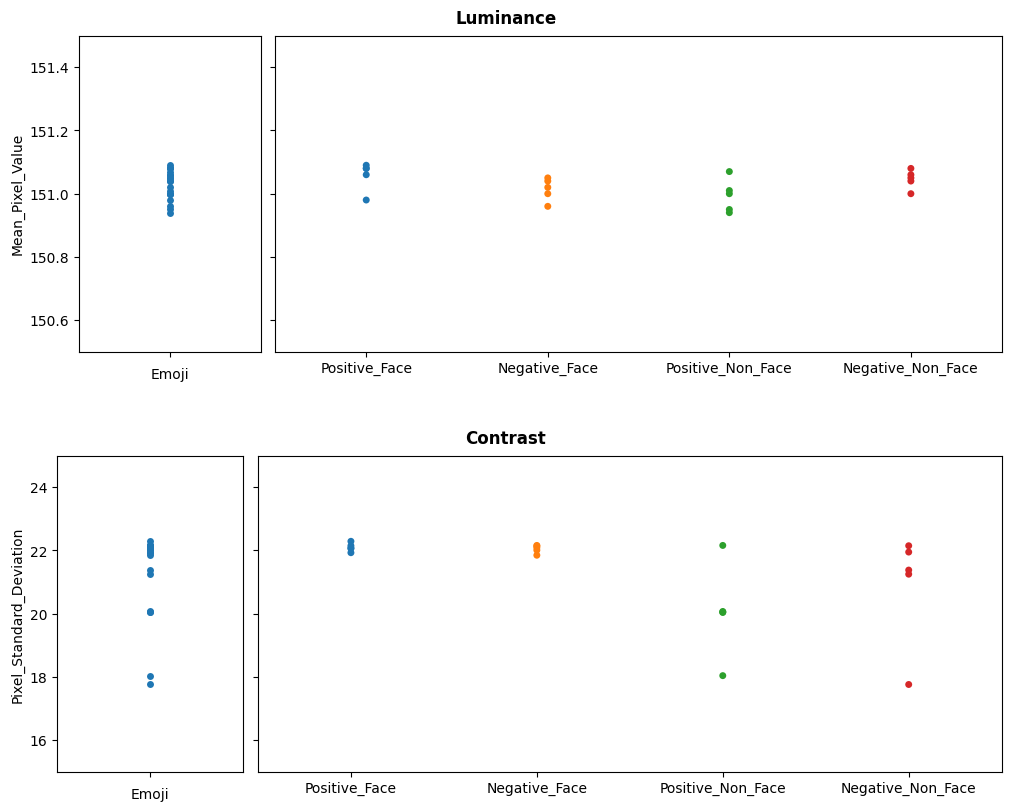 Luminance
Mean_Pixel_Value
151.4
151.2
151.0
150.8
150.6
Emoji
Positive_Face
Negative_Face
Positive_Non_Face
Negative_Non_Face
Contrast
Pixel_Standard_Deviation
24
22
20
18
16
Emoji
Positive_Face
Negative_Face
Positive_Non_Face
Negative_Non_Face